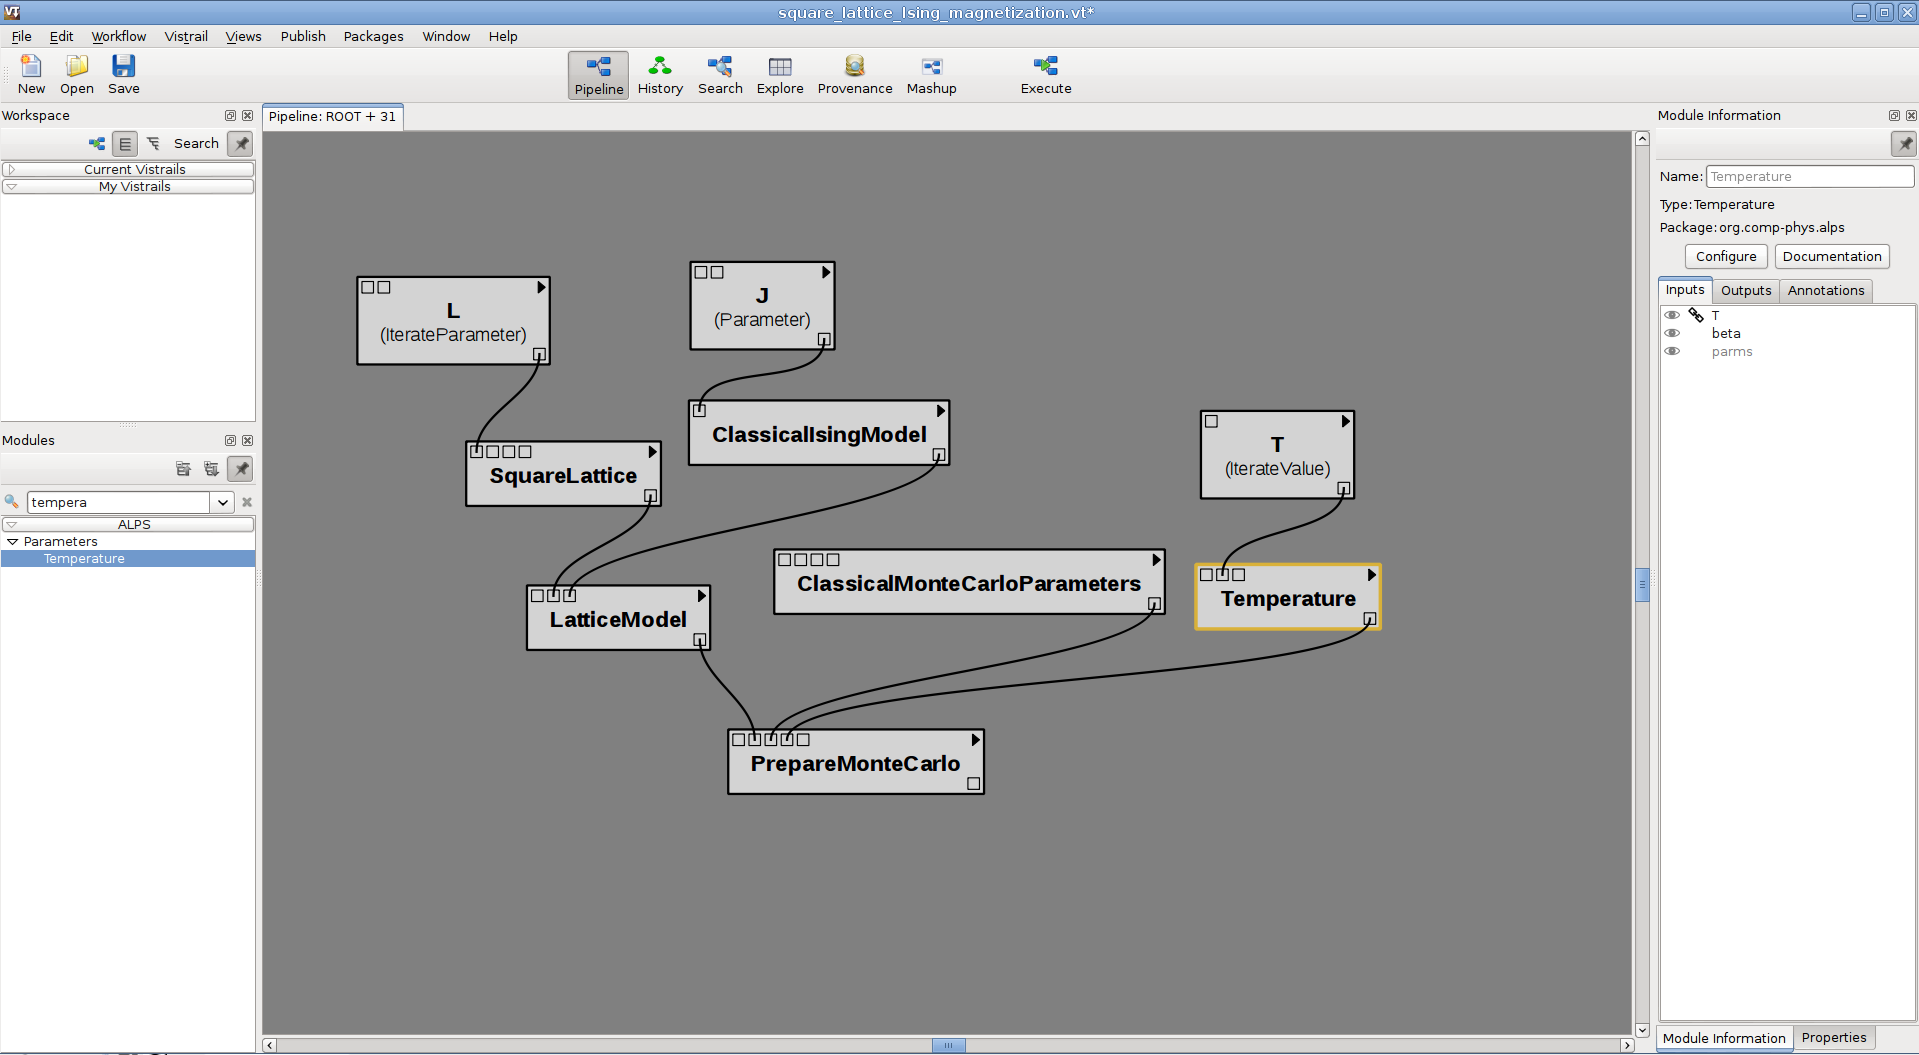 VT
square_lattice_Ising_magnetization.vt*
File Edit Workflow Vistrail Views Publish Packages Window Help
New Open Save Pipeline History Search Explore Provenance Mashup Execute
Workspace
Search
Current Vistrails
My Vistrails
Modules
tempera
ALPS
Parameters
Temperature
Pipeline: ROOT + 31
L
(IterateParameter)
J
(Parameter)
ClassicalIsingModel
SquareLattice
T
(IterateValue)
ClassicalMonteCarloParameters
Temperature
LatticeModel
PrepareMonteCarlo
Module Information
Name: Temperature
Type: Temperature
Package: org.comp-phys.alps
Configure Documentation
Inputs Outputs Annotations
T
beta
parms
Module Information Properties